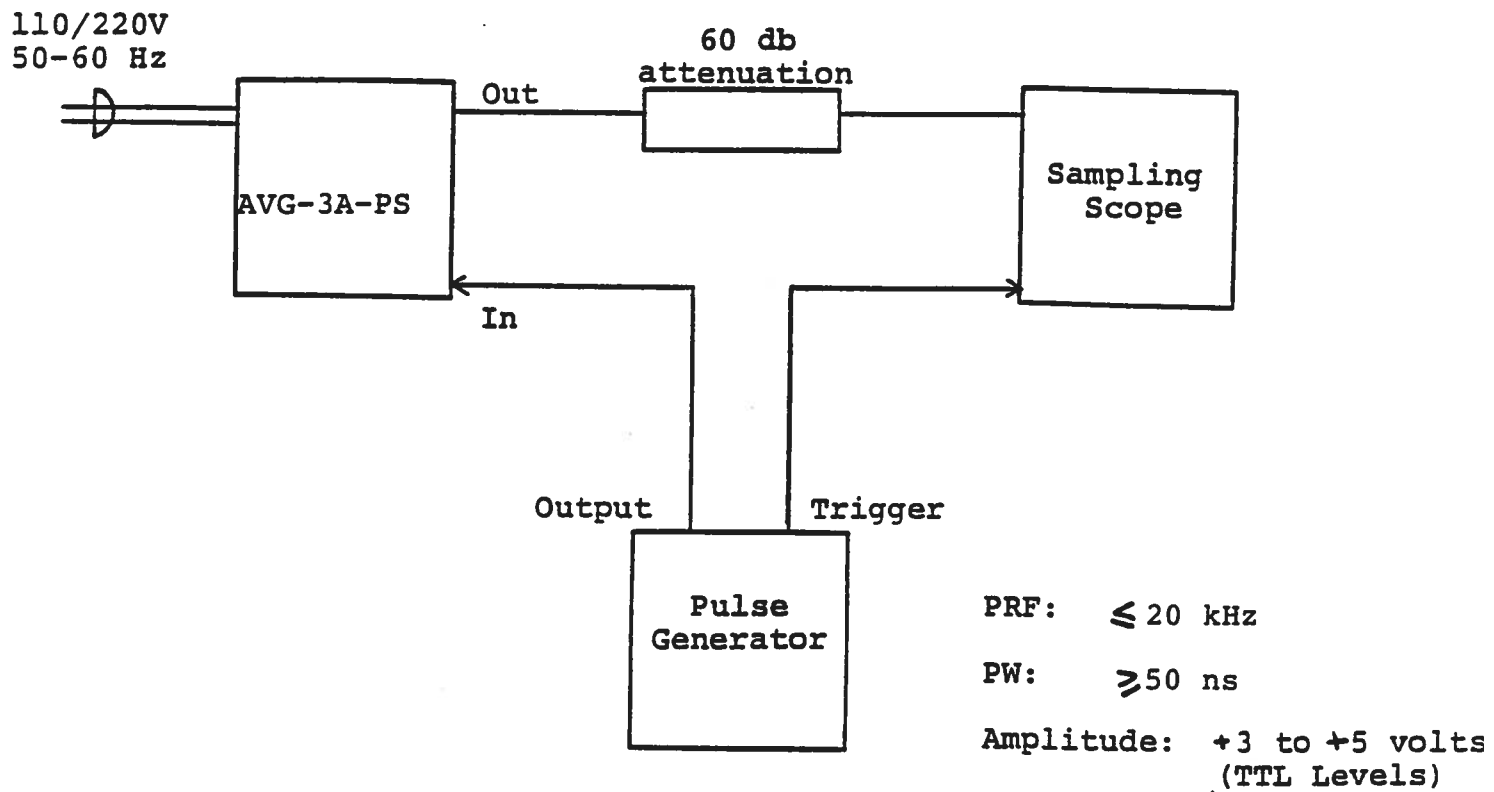 110/220V
50-60 Hz
60 db
attenuation
Out
AVG-3A-PS
Sampling
Scope
In
Output
Trigger
Pulse
Generator
PRF: ≤ 20 kHz
PW: ≥50 ns
Amplitude: +3 to +5 volts
(TTL Levels)